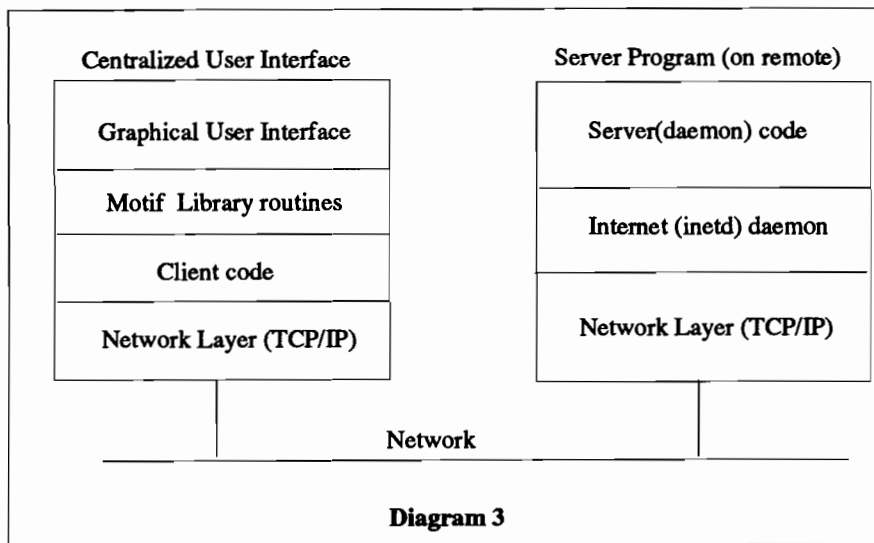 Centralized User Interface
Graphical User Interface
Motif Library routines
Client code
Network Layer (TCP/IP)
Server Program (on remote)
Server(daemon) code
Internet (inetd) daemon
Network Layer (TCP/IP)
Network
Diagram 3